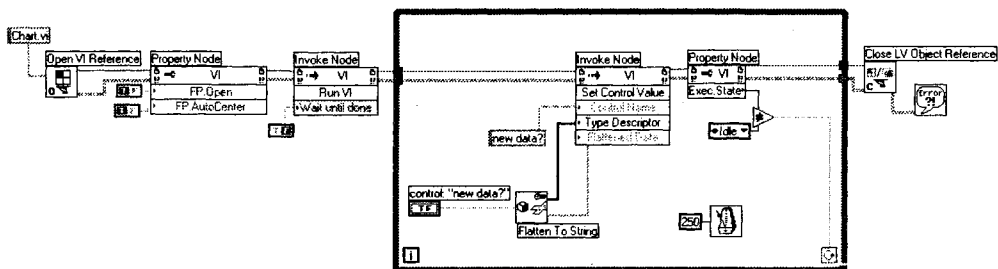 Chart.vi
Open VI Reference
Property Node
VI
FP.Open
FP.AutoCenter
Invoke Node
VI
Run VI
Wait until done
Invoke Node
VI
Set Control Value
Control Name
Type Descriptor
Flattened Data
Property Node
VI
Exec.State
Idle
new data?
control: "new data?"
TF
Flatten To String
250
i
Close LV Object Reference
C
Error
?!